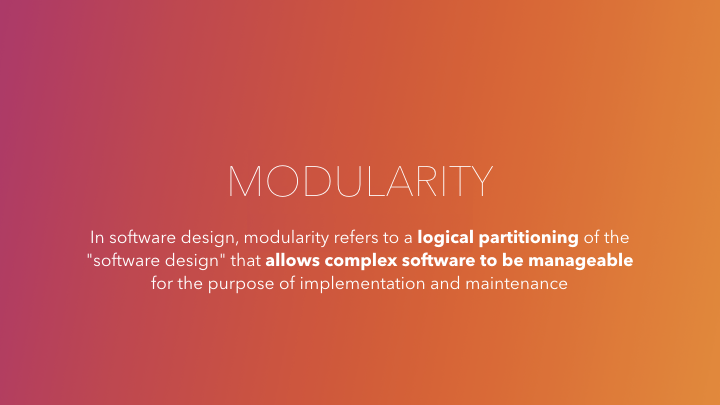 MODULARITY
In software design, modularity refers to a logical partitioning of the
"software design" that allows complex software to be manageable
for the purpose of implementation and maintenance